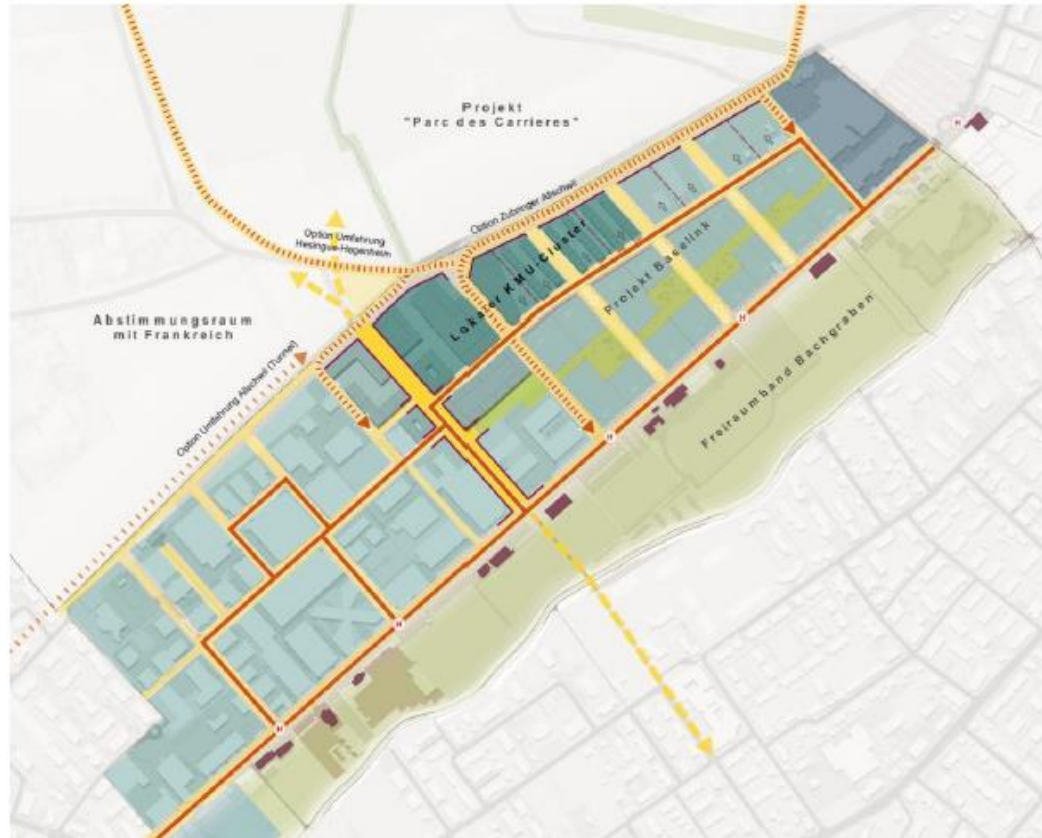 Projekt
"Parc des Carrieres"
Option Zubringer Allschwil
Option Umfahrung
Hesingue-Hegenheim
Lokaler KMU-Cluster
Projekt Baselink
Abstimmungsraum
mit Frankreich
Option Umfahrung Allschwil (Tunnel)
Freiraumband Bachgraben
H
H
H
H
H